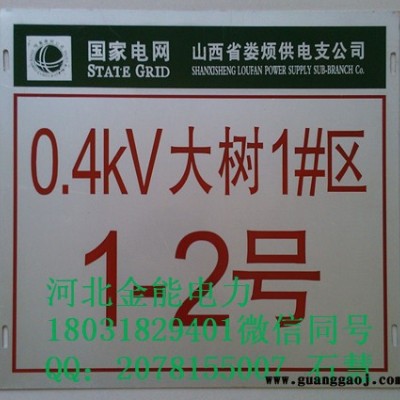 国家电网
STATE GRID
山西省娄烦供电支公司
SHANXISHENG LOUFAN POWER SUPPLY SUB-BRANCH Co.
0.4kV大树1#区
1-2号
河北金能电力
18031829401微信同号
QQ：2078155007 石彗
www.guanggaoj.com